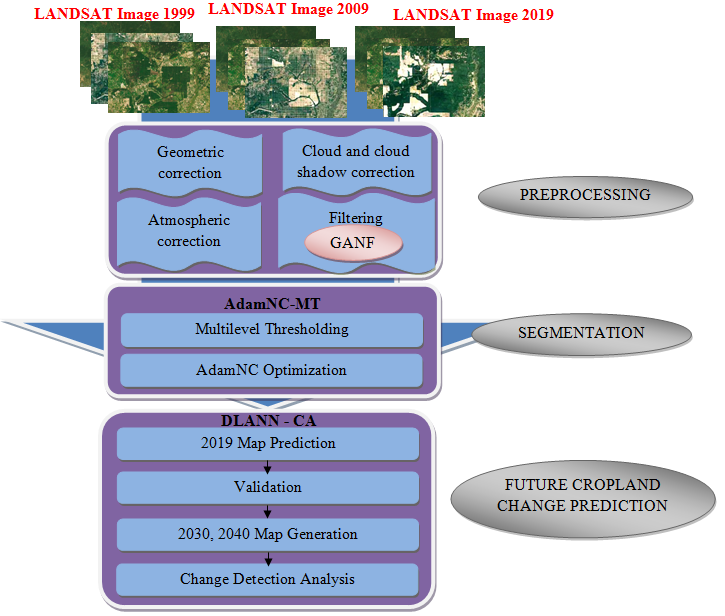 LANDSAT Image 1999
LANDSAT Image 2009
LANDSAT Image 2019
Geometric
correction
Cloud and cloud
shadow correction
Atmospheric
correction
Filtering
GANF
PREPROCESSING
AdamNC-MT
Multilevel Thresholding
AdamNC Optimization
SEGMENTATION
DLANN - CA
2019 Map Prediction
Validation
2030, 2040 Map Generation
Change Detection Analysis
FUTURE CROPLAND
CHANGE PREDICTION